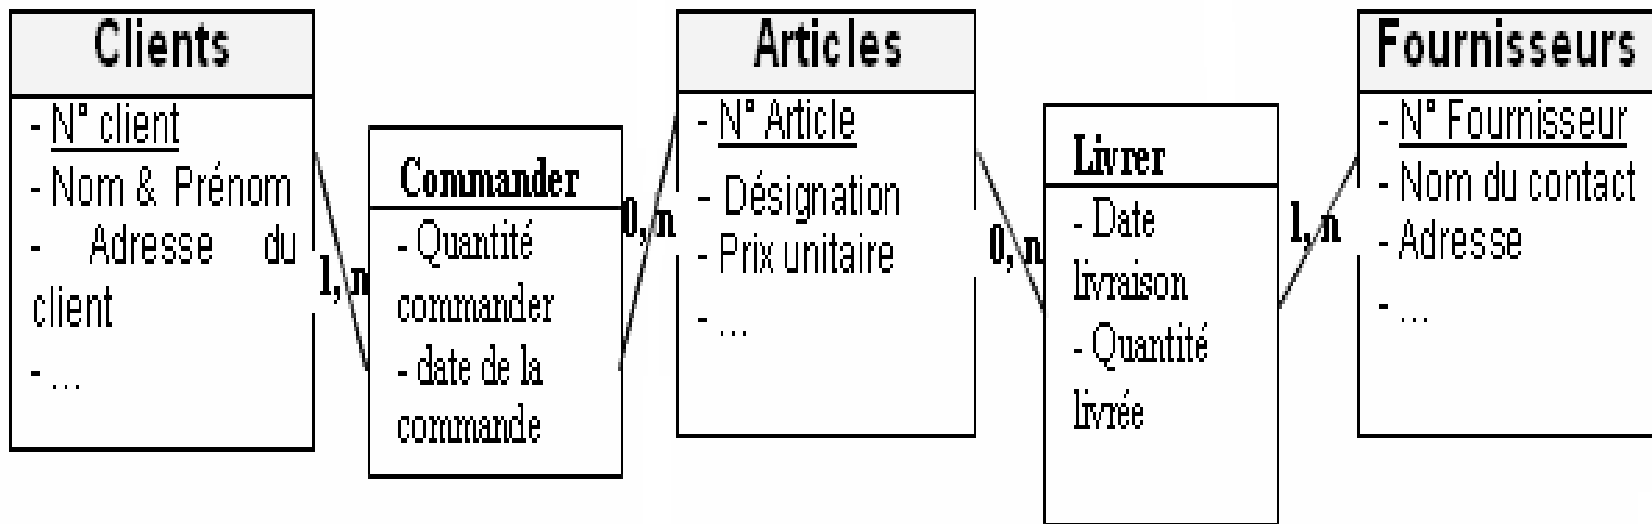 Clients
- N° client
- Nom & Prénom
- Adresse du
client
- ...
1, n
Commander
- Quantité
commander
- date de la
commande
0, n
Articles
- N° Article
- Désignation
- Prix unitaire
- ...
0, n
Livrer
- Date
livraison
- Quantité
livrée
1, n
Fournisseurs
- N° Fournisseur
- Nom du contact
- Adresse
- ...